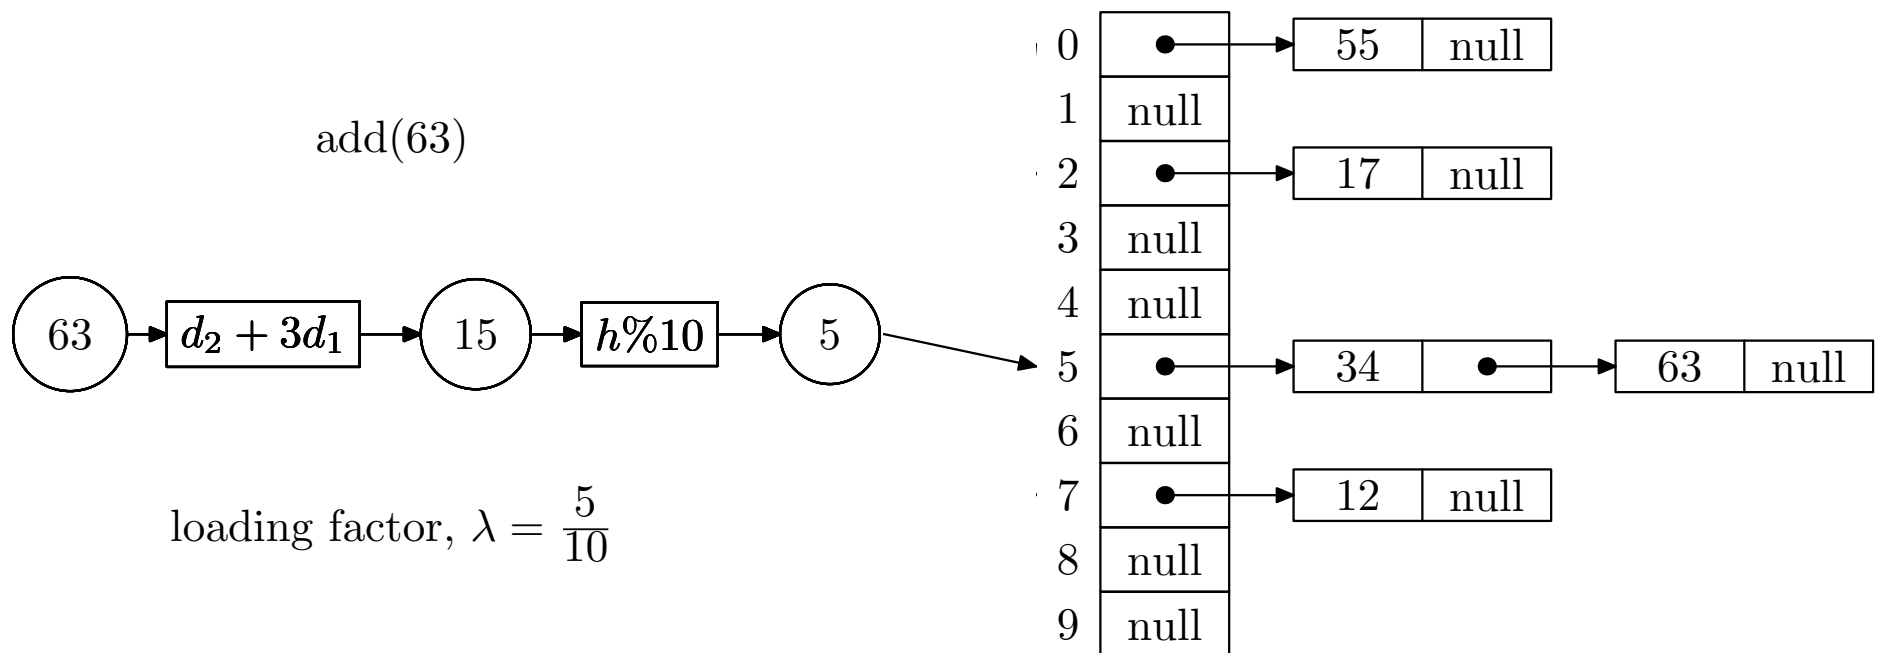 0 55 null
1 null
add(63)
2 17 null
3 null
4 null
63 d₂ + 3d₁ 15 h%10 5
5 34 63 null
6 null
7 12 null
loading factor, λ = 5/10
8 null
9 null